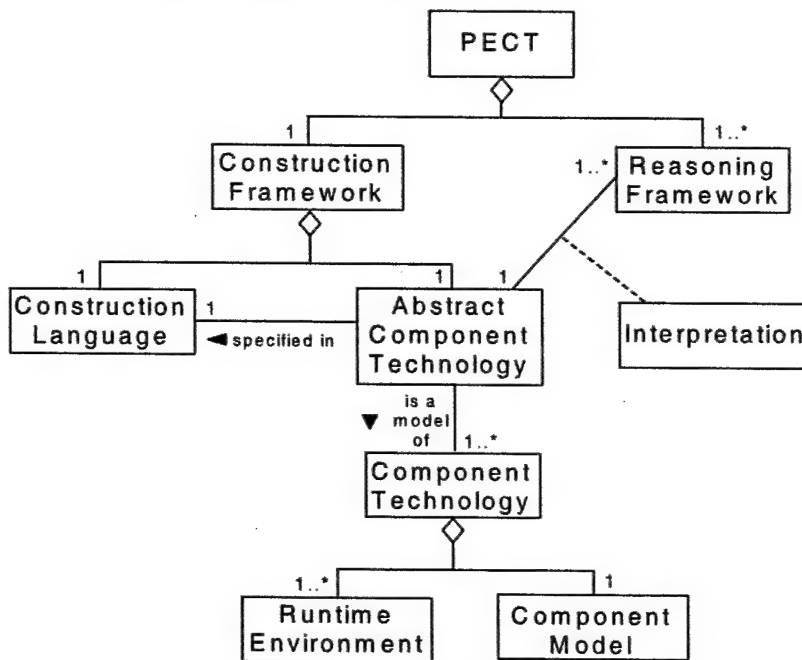 PECT
1
1..*
Construction
Framework
1..*
Reasoning
Framework
1
1
1
Construction
Language
1
◄ specified in
Abstract
Component
Technology
Interpretation
is a
▼ model
of
1..*
Component
Technology
1..*
1
Runtime
Environment
Component
Model